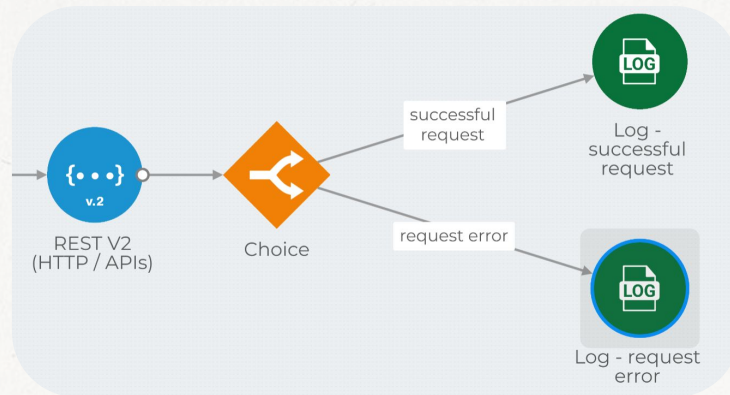 {•••}
v.2
REST V2
(HTTP / APIs)
Choice
successful
request
request error
LOG
Log -
successful
request
LOG
Log - request
error